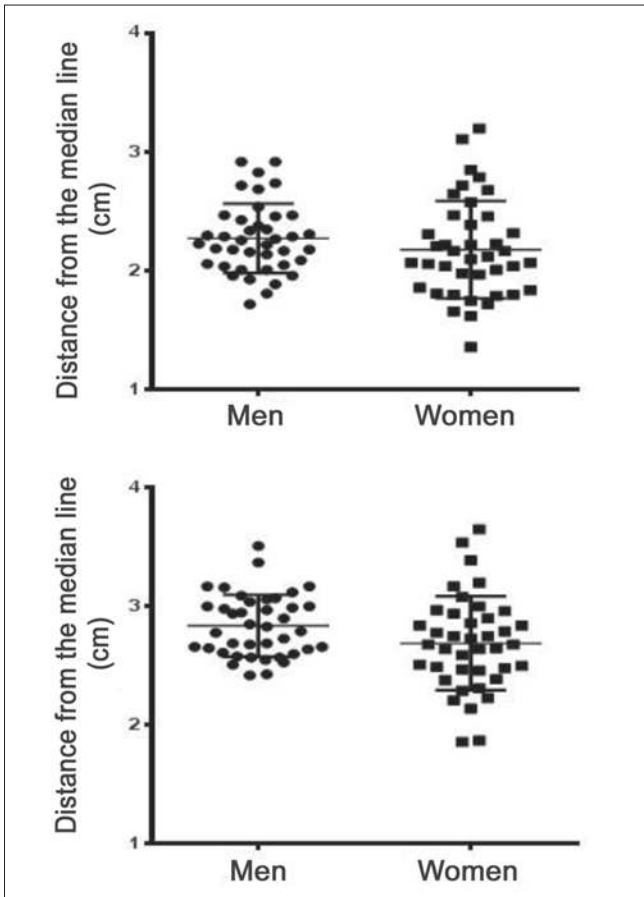 Distance from the median line
(cm)
4
3
2
1
Men
Women
Distance from the median line
(cm)
4
3
2
1
Men
Women